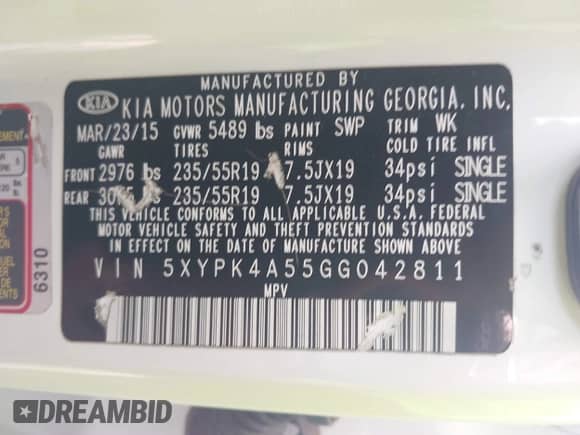 MANUFACTURED BY
KIA KIA MOTORS MANUFACTURING GEORGIA, INC.
MAR/23/15 GVWR 5489 lbs PAINT SWP TRIM WK
GAWR TIRES RIMS COLD TIRE INFL
FRONT 2976 lbs 235/55R19 7.5JX19 34psi SINGLE
REAR 235/55R19 7.5JX19 34psi SINGLE
THIS VEHICLE CONFORMS TO ALL APPLICABLE U.S.A. FEDERAL
MOTOR VEHICLE SAFETY AND THEFT PREVENTION STANDARDS
IN EFFECT ON THE DATE OF MANUFACTURE SHOWN ABOVE.
VIN 5XYPK4A55GG042811
MPV
6310
DREAMBID